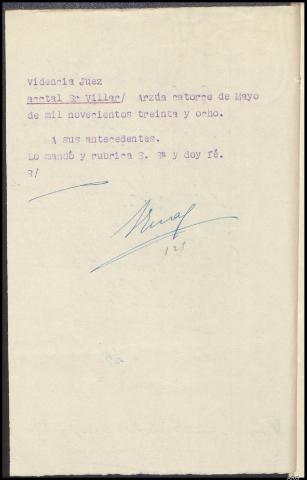 videncia Juez
acctal Sr Villar/ Arzúa catorce de Mayo
de mil novecientos treinta y ocho.
A sus antecedentes.
Lo mandó y rubrica S. Sª y doy fé.
R/